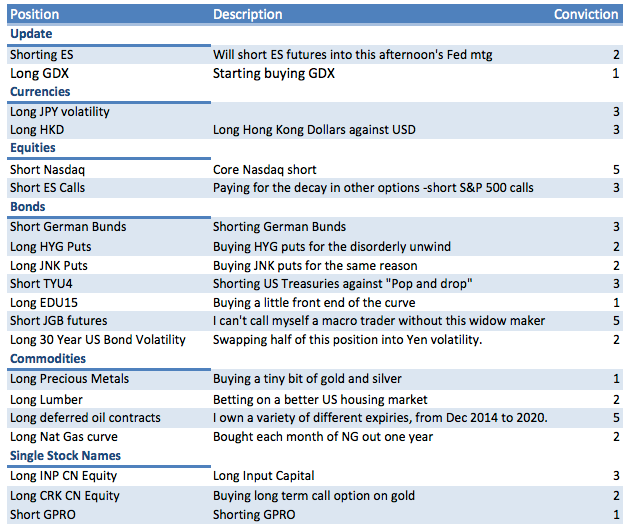 Position Description Conviction
Update
Shorting ES Will short ES futures into this afternoon's Fed mtg 2
Long GDX Starting buying GDX 1
Currencies
Long JPY volatility 3
Long HKD Long Hong Kong Dollars against USD 3
Equities
Short Nasdaq Core Nasdaq short 5
Short ES Calls Paying for the decay in other options -short S&P 500 calls 3
Bonds
Short German Bunds Shorting German Bunds 3
Long HYG Puts Buying HYG puts for the disorderly unwind 2
Long JNK Puts Buying JNK puts for the same reason 2
Short TYU4 Shorting US Treasuries against "Pop and drop" 3
Long EDU15 Buying a little front end of the curve 1
Short JGB futures I can't call myself a macro trader without this widow maker 5
Long 30 Year US Bond Volatility Swapping half of this position into Yen volatility. 2
Commodities
Long Precious Metals Buying a tiny bit of gold and silver 1
Long Lumber Betting on a better US housing market 2
Long deferred oil contracts I own a variety of different expiries, from Dec 2014 to 2020. 5
Long Nat Gas curve Bought each month of NG out one year 2
Single Stock Names
Long INP CN Equity Long Input Capital 3
Long CRK CN Equity Buying long term call option on gold 2
Short GPRO Shorting GPRO 1